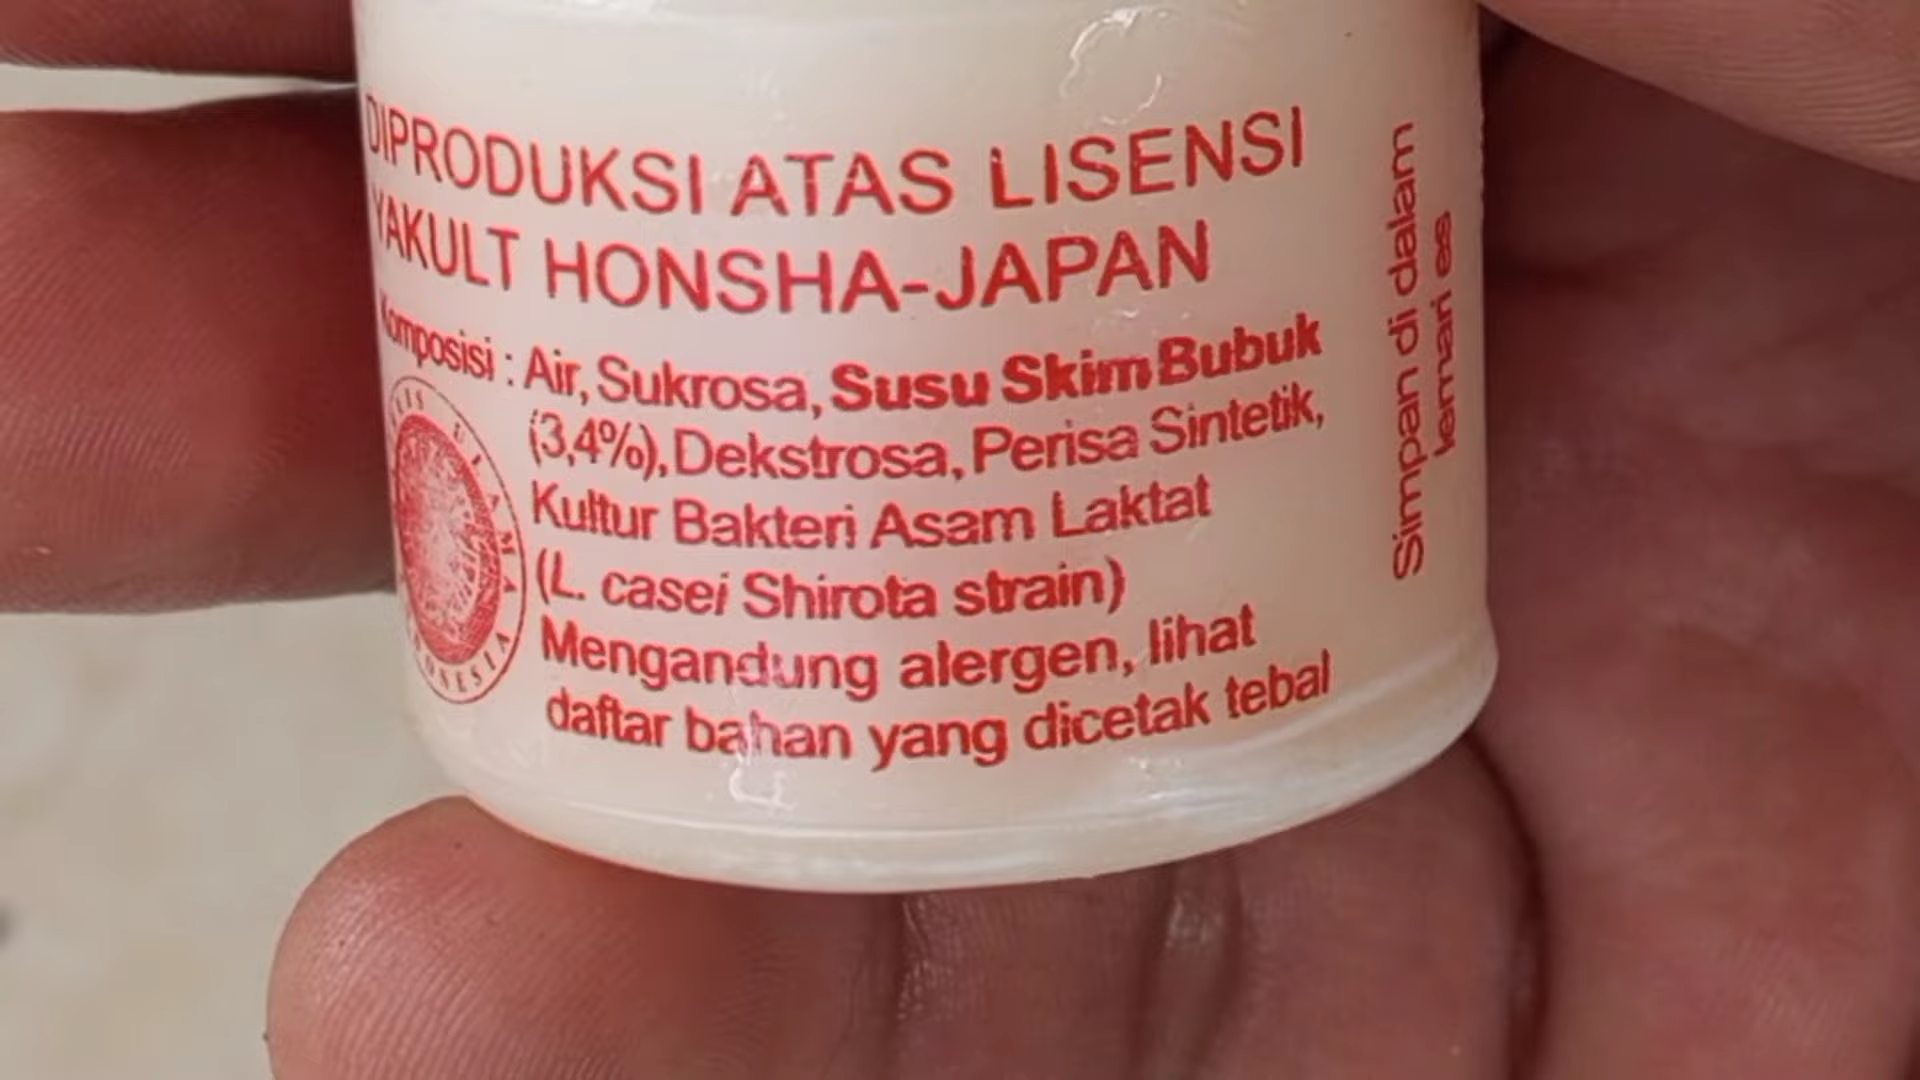 DIPRODUKSI ATAS LISENSI
YAKULT HONSHA-JAPAN
Komposisi : Air, Sukrosa, Susu Skim Bubuk
(3,4%), Dekstrosa, Perisa Sintetik,
Kultur Bakteri Asam Laktat
(L. casei Shirota strain)
Mengandung alergen, lihat
daftar bahan yang dicetak tebal
Simpan di dalam
lemari es
ULAMA